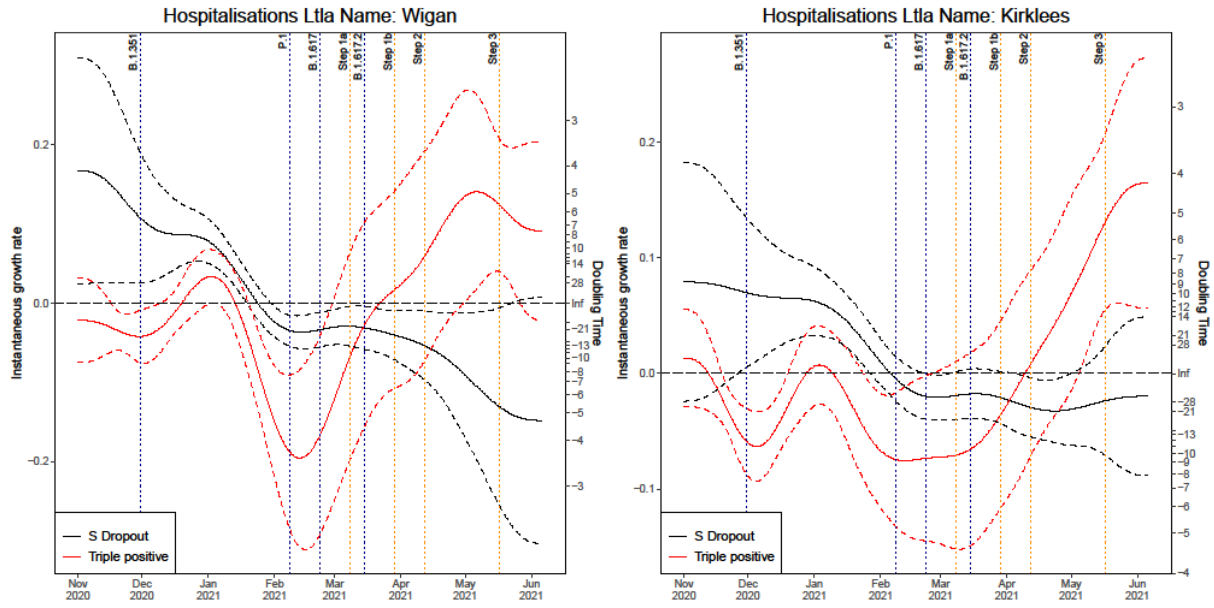 Hospitalisations Ltla Name: Wigan
B.1.351
P.1
B.1.617
Step 1a
B.1.617.2
Step 1b
Step 2
Step 3
Instantaneous growth rate
0.2
0.0
−0.2
3
4
5
6
7
8
10
14
28
Inf
−21
−13
−10
−8
−7
−6
−5
−4
−3
Doubling Time
S Dropout
Triple positive
Nov 2020
Dec 2020
Jan 2021
Feb 2021
Mar 2021
Apr 2021
May 2021
Jun 2021
Hospitalisations Ltla Name: Kirklees
B.1.351
P.1
B.1.617
Step 1a
B.1.617.2
Step 1b
Step 2
Step 3
Instantaneous growth rate
0.2
0.1
0.0
−0.1
3
4
5
6
7
8
9
10
12
14
21
28
Inf
−28
−21
−13
−10
−9
−8
−7
−6
−5
−4
Doubling Time
S Dropout
Triple positive
Nov 2020
Dec 2020
Jan 2021
Feb 2021
Mar 2021
Apr 2021
May 2021
Jun 2021